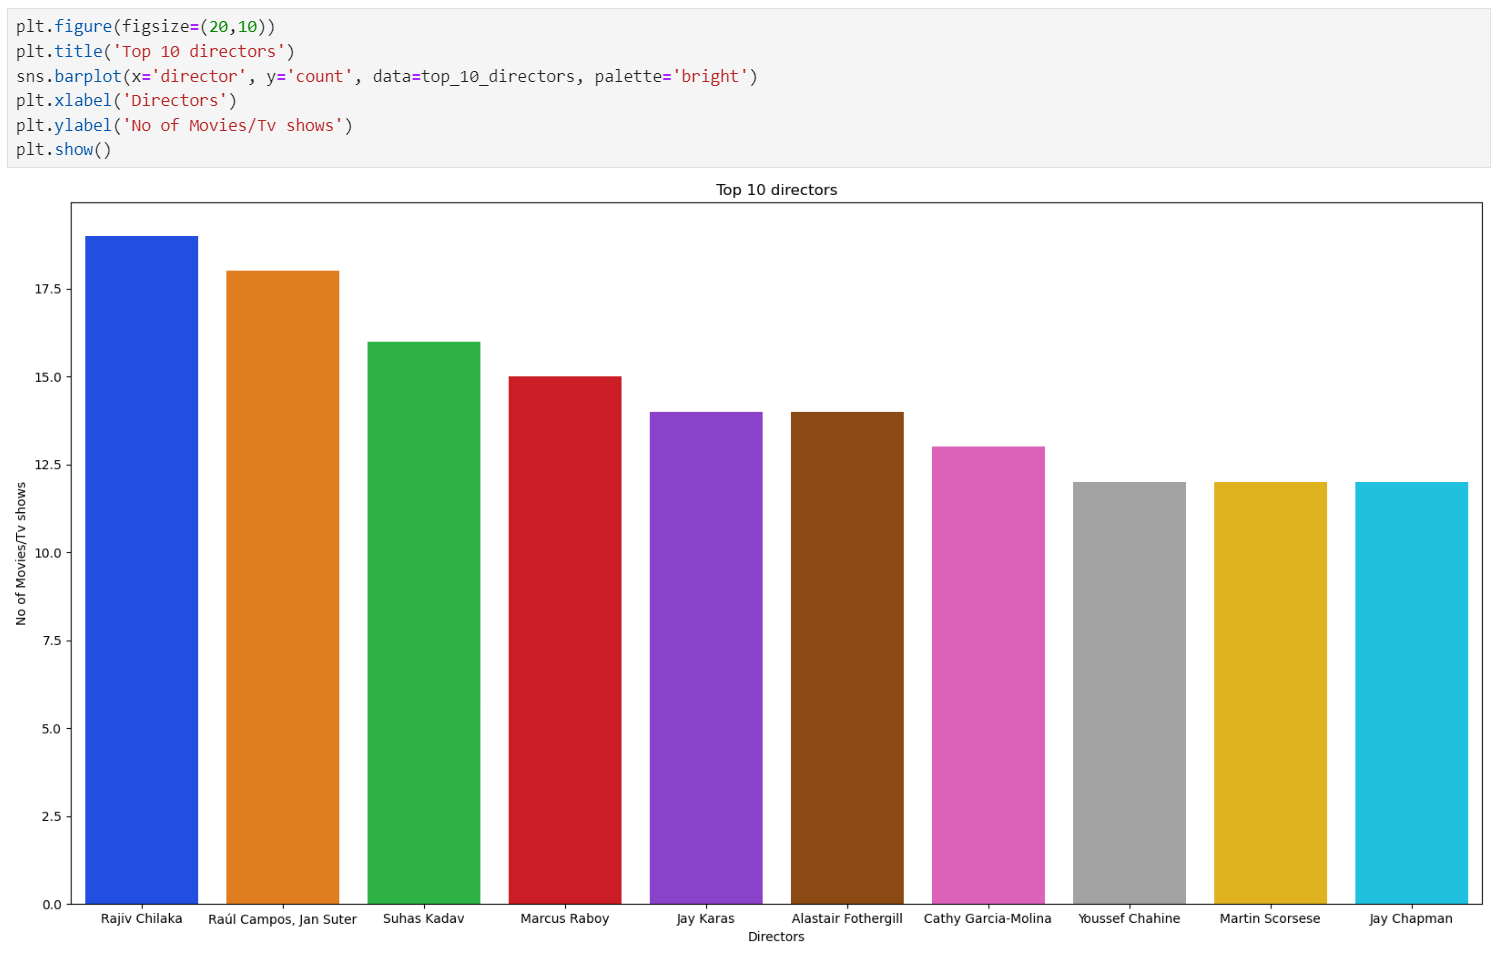 plt.figure(figsize=(20,10))
plt.title('Top 10 directors')
sns.barplot(x='director', y='count', data=top_10_directors, palette='bright')
plt.xlabel('Directors')
plt.ylabel('No of Movies/Tv shows')
plt.show()
Top 10 directors
17.5
15.0
12.5
10.0
7.5
5.0
2.5
0.0
No of Movies/Tv shows
Rajiv Chilaka Raúl Campos, Jan Suter Suhas Kadav Marcus Raboy Jay Karas Alastair Fothergill Cathy Garcia-Molina Youssef Chahine Martin Scorsese Jay Chapman
Directors